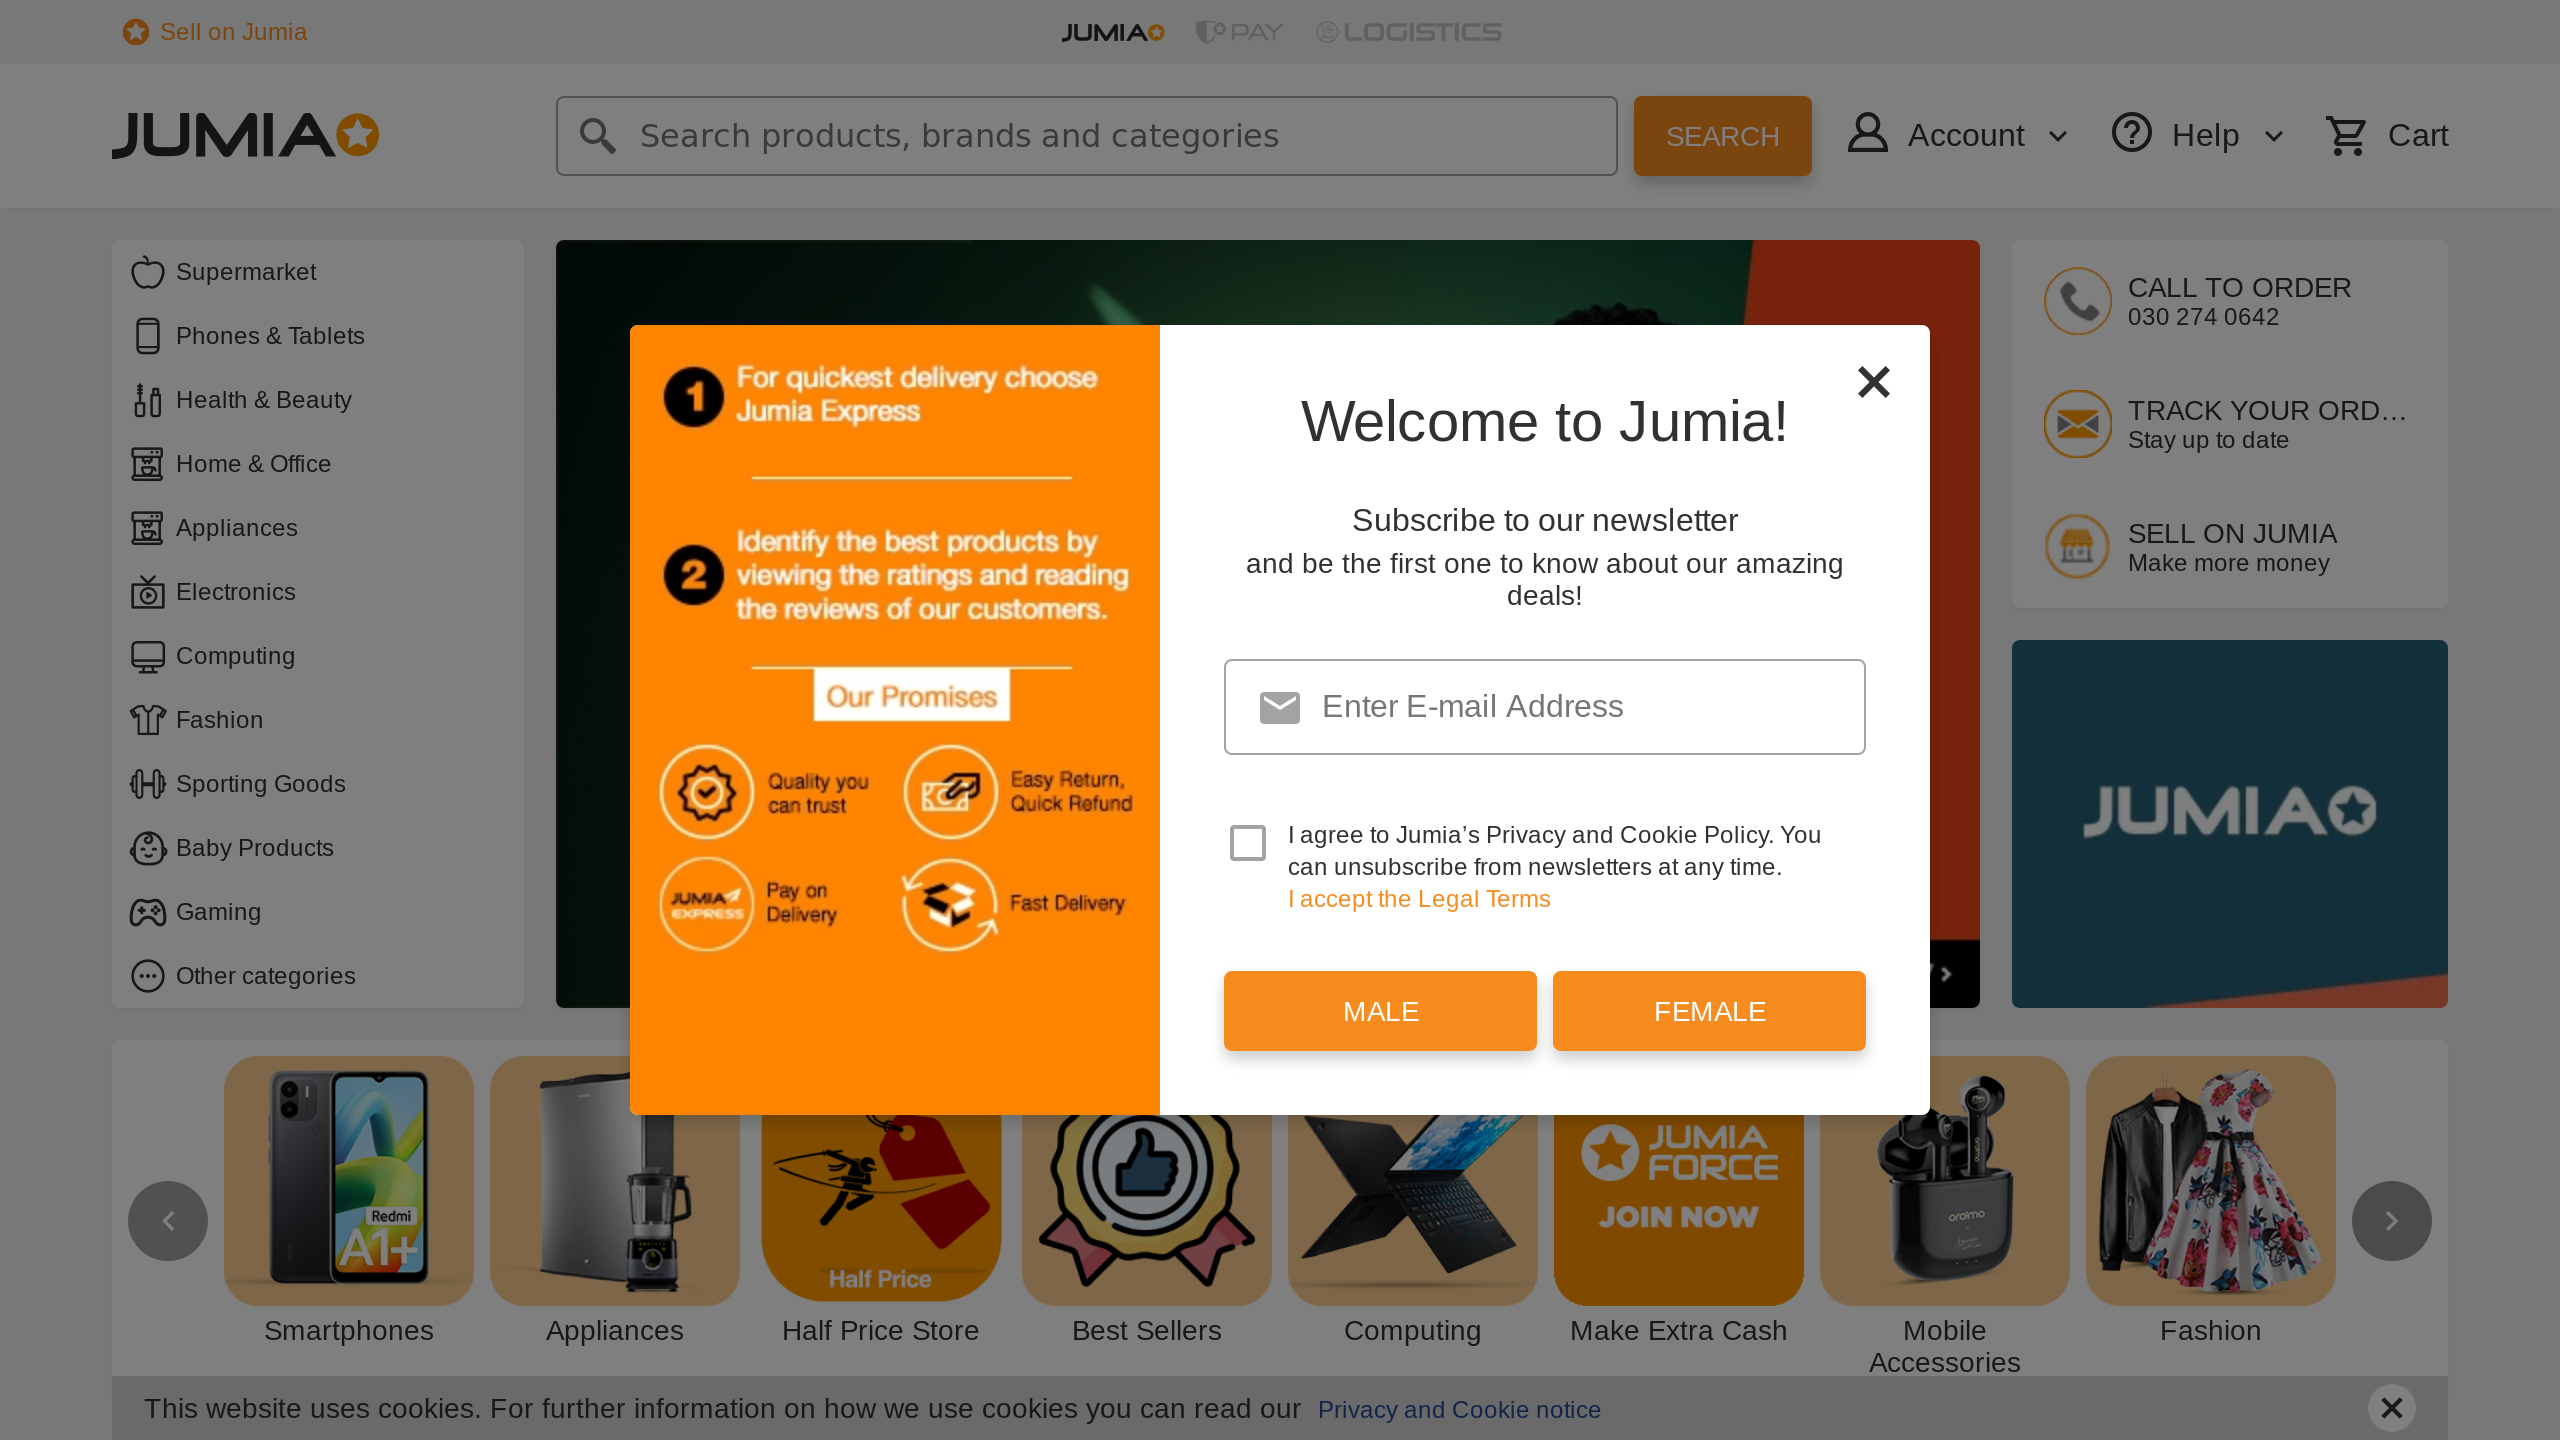 Sell on Jumia
JUMIA
PAY
LOGISTICS
JUMIA
Search products, brands and categories
SEARCH
Account
Help
Cart
Supermarket
Phones & Tablets
Health & Beauty
Home & Office
Appliances
Electronics
Computing
Fashion
Sporting Goods
Baby Products
Gaming
Other categories
CALL TO ORDER
030 274 0642
TRACK YOUR ORD...
Stay up to date
SELL ON JUMIA
Make more money
JUMIA
1
For quickest delivery choose
Jumia Express
2
Identify the best products by
viewing the ratings and reading
the reviews of our customers.
Our Promises
Quality you
can trust
Easy Return,
Quick Refund
JUMIA
EXPRESS
Pay on
Delivery
Fast Delivery
Welcome to Jumia!
Subscribe to our newsletter
and be the first one to know about our amazing
deals!
Enter E-mail Address
I agree to Jumia’s Privacy and Cookie Policy. You
can unsubscribe from newsletters at any time.
I accept the Legal Terms
MALE
FEMALE
Redmi
A1+
Half Price
JUMIA
FORCE
JOIN NOW
oraimo
Smartphones
Appliances
Half Price Store
Best Sellers
Computing
Make Extra Cash
Mobile
Accessories
Fashion
This website uses cookies. For further information on how we use cookies you can read our Privacy and Cookie notice